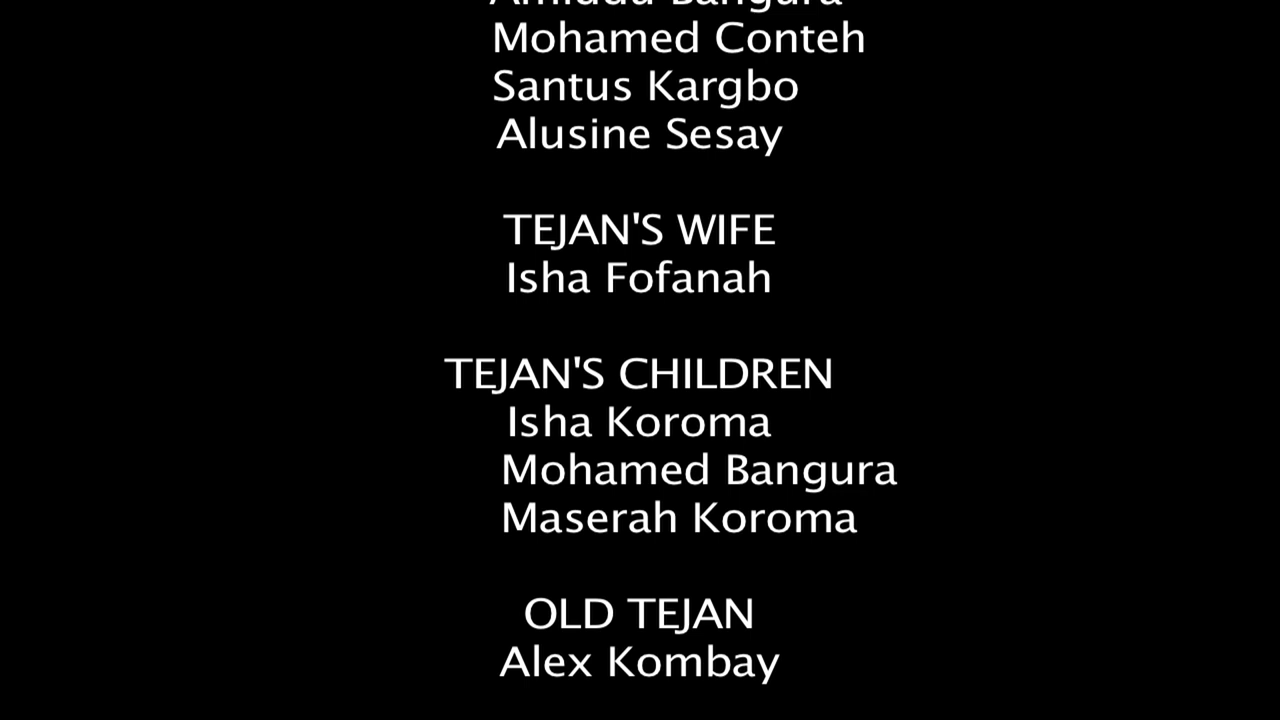 Bangura
Mohamed Conteh
Santus Kargbo
Alusine Sesay
TEJAN'S WIFE
Isha Fofanah
TEJAN'S CHILDREN
Isha Koroma
Mohamed Bangura
Maserah Koroma
OLD TEJAN
Alex Kombay